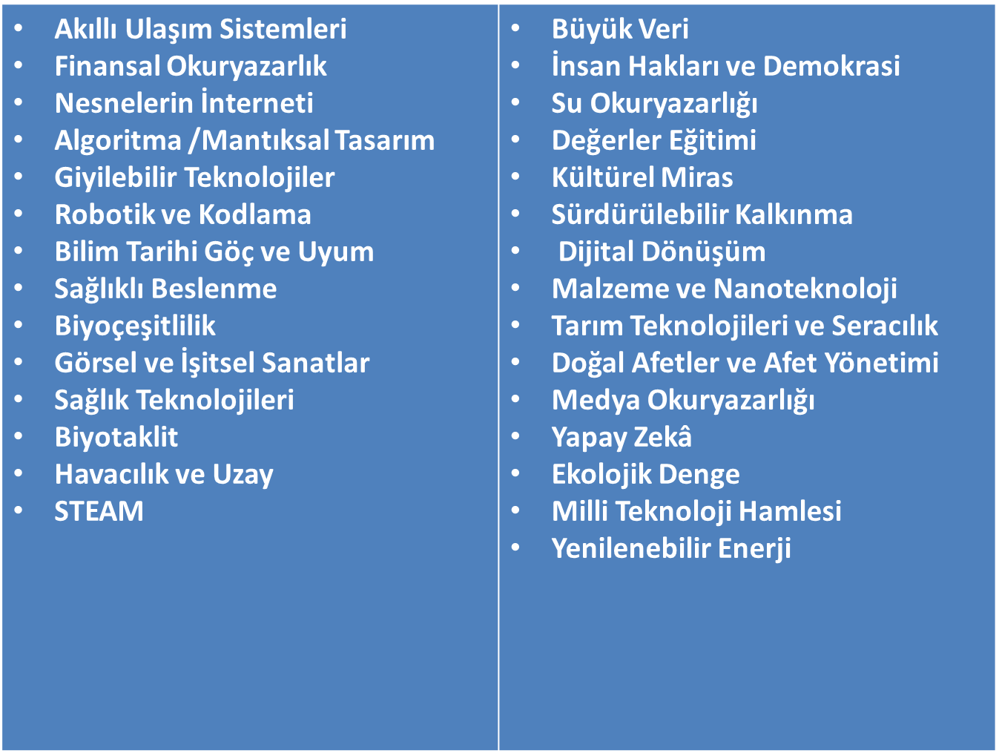 • Akıllı Ulaşım Sistemleri
• Finansal Okuryazarlık
• Nesnelerin İnterneti
• Algoritma /Mantıksal Tasarım
• Giyilebilir Teknolojiler
• Robotik ve Kodlama
• Bilim Tarihi Göç ve Uyum
• Sağlıklı Beslenme
• Biyoçeşitlilik
• Görsel ve İşitsel Sanatlar
• Sağlık Teknolojileri
• Biyotaklit
• Havacılık ve Uzay
• STEAM
• Büyük Veri
• İnsan Hakları ve Demokrasi
• Su Okuryazarlığı
• Değerler Eğitimi
• Kültürel Miras
• Sürdürülebilir Kalkınma
• Dijital Dönüşüm
• Malzeme ve Nanoteknoloji
• Tarım Teknolojileri ve Seracılık
• Doğal Afetler ve Afet Yönetimi
• Medya Okuryazarlığı
• Yapay Zekâ
• Ekolojik Denge
• Milli Teknoloji Hamlesi
• Yenilenebilir Enerji